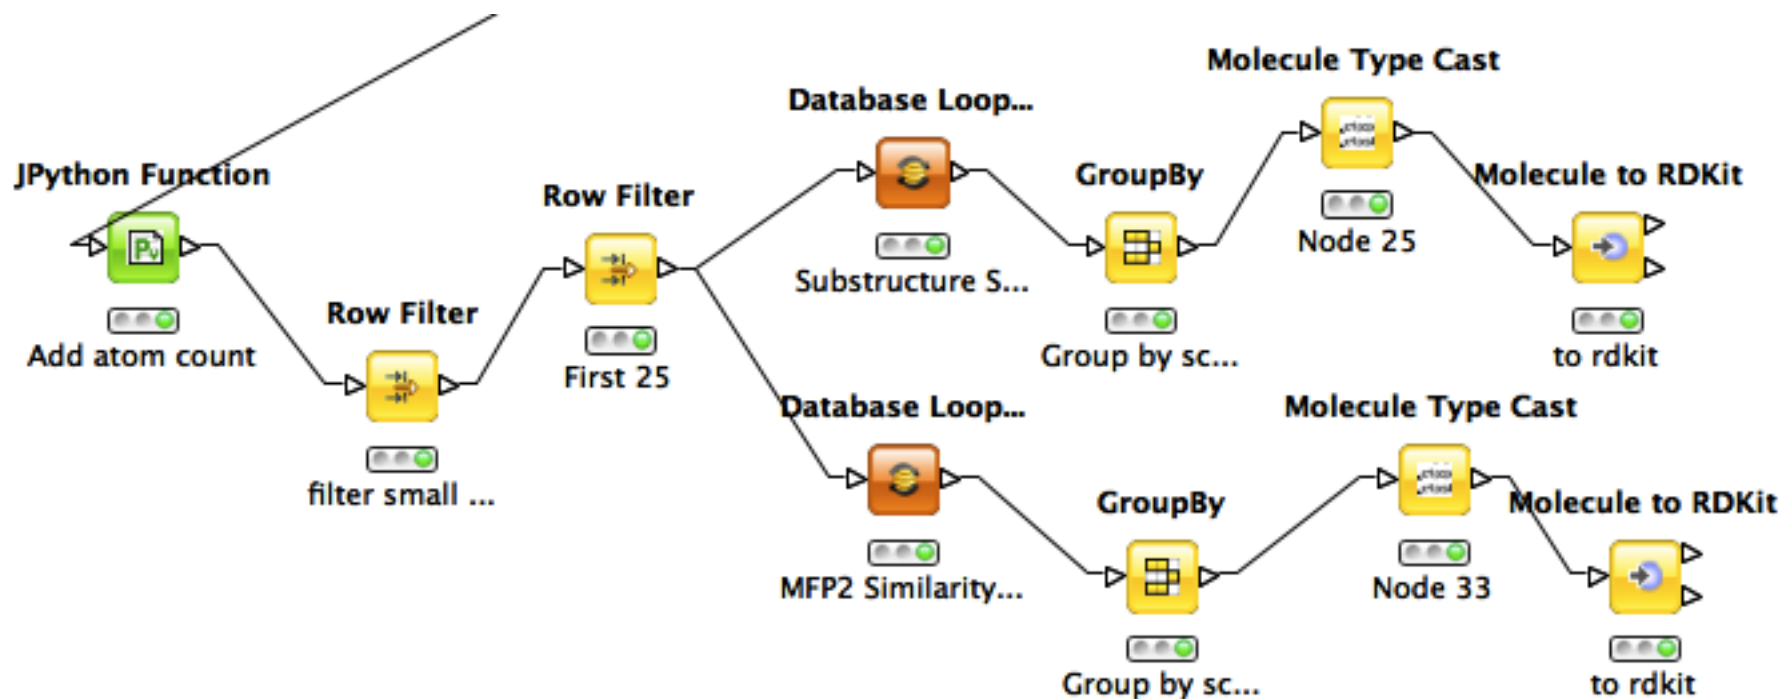 Molecule Type Cast
Database Loop...
JPython Function
Row Filter
GroupBy
Molecule to RDKit
Node 25
Substructure S...
Row Filter
Add atom count
First 25
Group by sc...
to rdkit
Database Loop...
Molecule Type Cast
filter small ...
GroupBy
Molecule to RDKit
MFP2 Similarity...
Node 33
Group by sc...
to rdkit